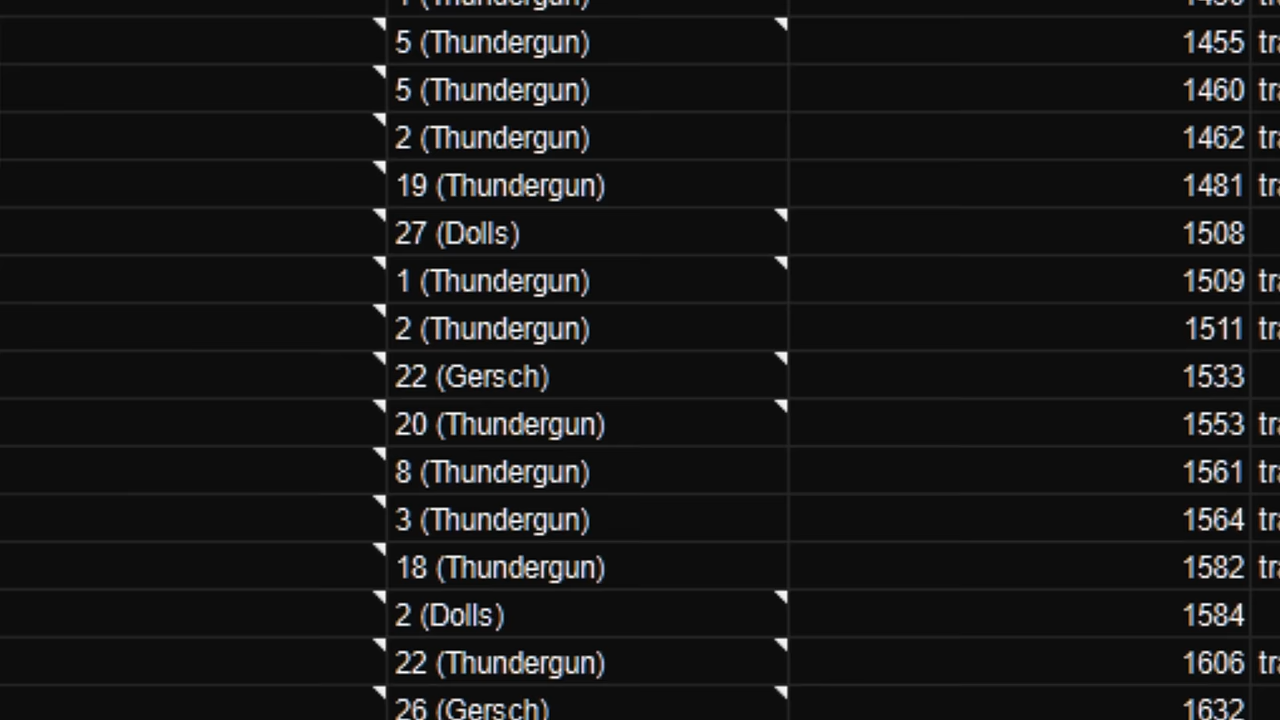 5 (Thundergun) 1455
5 (Thundergun) 1460
2 (Thundergun) 1462
19 (Thundergun) 1481
27 (Dolls) 1508
1 (Thundergun) 1509
2 (Thundergun) 1511
22 (Gersch) 1533
20 (Thundergun) 1553
8 (Thundergun) 1561
3 (Thundergun) 1564
18 (Thundergun) 1582
2 (Dolls) 1584
22 (Thundergun) 1606
26 (Gersch) 1632